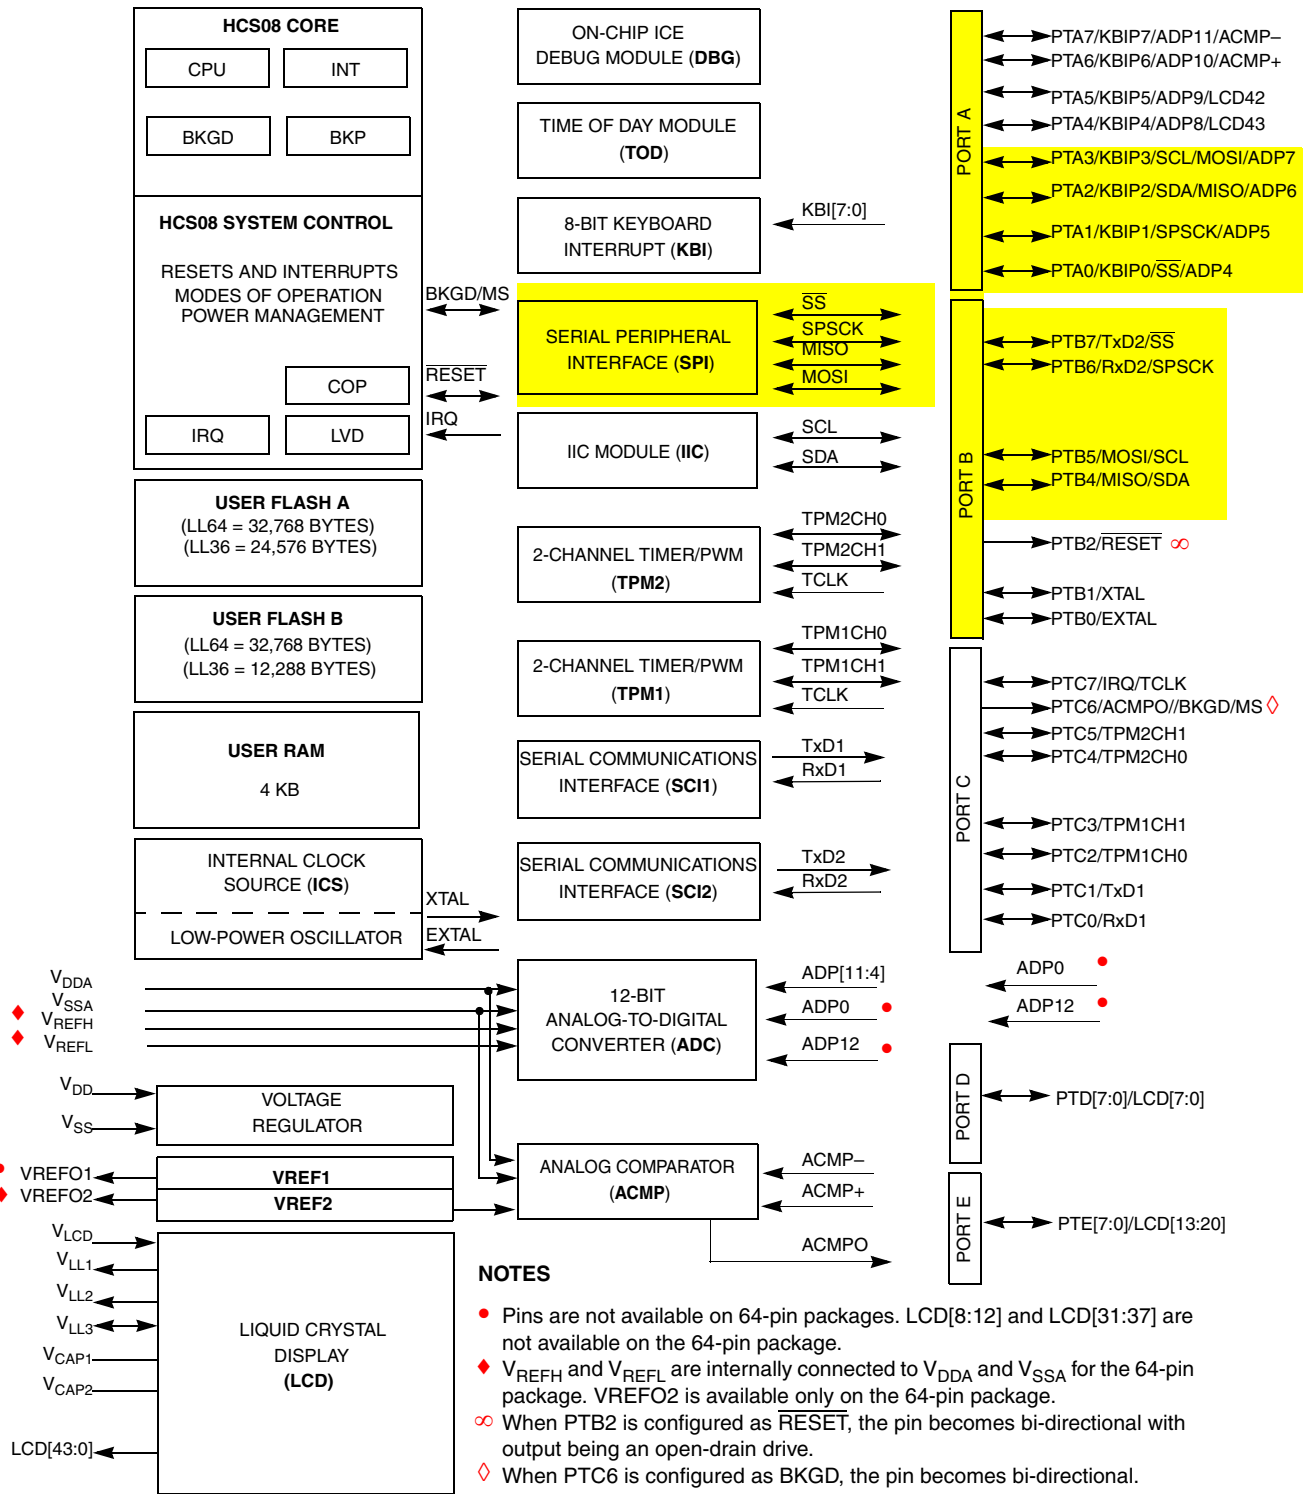 HCS08 CORE
CPU
INT
BKGD
BKP
HCS08 SYSTEM CONTROL
RESETS AND INTERRUPTS
MODES OF OPERATION
POWER MANAGEMENT
COP
IRQ
LVD
BKGD/MS
RESET
IRQ
USER FLASH A
(LL64 = 32,768 BYTES)
(LL36 = 24,576 BYTES)
USER FLASH B
(LL64 = 32,768 BYTES)
(LL36 = 12,288 BYTES)
USER RAM
4 KB
INTERNAL CLOCK
SOURCE (ICS)
LOW-POWER OSCILLATOR
XTAL
EXTAL
VDDA
VSSA
♦ VREFH
♦ VREFL
VDD
VSS
VOLTAGE
REGULATOR
• VREFO1
♦ VREFO2
VREF1
VREF2
VLCD
VLL1
VLL2
VLL3
VCAP1
VCAP2
LCD[43:0]
LIQUID CRYSTAL
DISPLAY
(LCD)
ON-CHIP ICE
DEBUG MODULE (DBG)
TIME OF DAY MODULE
(TOD)
8-BIT KEYBOARD
INTERRUPT (KBI)
KBI[7:0]
SERIAL PERIPHERAL
INTERFACE (SPI)
SS
SPSCK
MISO
MOSI
IIC MODULE (IIC)
SCL
SDA
2-CHANNEL TIMER/PWM
(TPM2)
TPM2CH0
TPM2CH1
TCLK
2-CHANNEL TIMER/PWM
(TPM1)
TPM1CH0
TPM1CH1
TCLK
SERIAL COMMUNICATIONS
INTERFACE (SCI1)
TxD1
RxD1
SERIAL COMMUNICATIONS
INTERFACE (SCI2)
TxD2
RxD2
12-BIT
ANALOG-TO-DIGITAL
CONVERTER (ADC)
ADP[11:4]
ADP0 •
ADP12 •
ANALOG COMPARATOR
(ACMP)
ACMP–
ACMP+
ACMPO
PORT A
PTA7/KBIP7/ADP11/ACMP–
PTA6/KBIP6/ADP10/ACMP+
PTA5/KBIP5/ADP9/LCD42
PTA4/KBIP4/ADP8/LCD43
PTA3/KBIP3/SCL/MOSI/ADP7
PTA2/KBIP2/SDA/MISO/ADP6
PTA1/KBIP1/SPSCK/ADP5
PTA0/KBIP0/SS/ADP4
PORT B
PTB7/TxD2/SS
PTB6/RxD2/SPSCK
PTB5/MOSI/SCL
PTB4/MISO/SDA
PTB2/RESET ∞
PTB1/XTAL
PTB0/EXTAL
PORT C
PTC7/IRQ/TCLK
PTC6/ACMPO//BKGD/MS ◊
PTC5/TPM2CH1
PTC4/TPM2CH0
PTC3/TPM1CH1
PTC2/TPM1CH0
PTC1/TxD1
PTC0/RxD1
ADP0 •
ADP12 •
PORT D
PTD[7:0]/LCD[7:0]
PORT E
PTE[7:0]/LCD[13:20]
NOTES
• Pins are not available on 64-pin packages. LCD[8:12] and LCD[31:37] are
not available on the 64-pin package.
♦ VREFH and VREFL are internally connected to VDDA and VSSA for the 64-pin
package. VREFO2 is available only on the 64-pin package.
∞ When PTB2 is configured as RESET, the pin becomes bi-directional with
output being an open-drain drive.
◊ When PTC6 is configured as BKGD, the pin becomes bi-directional.